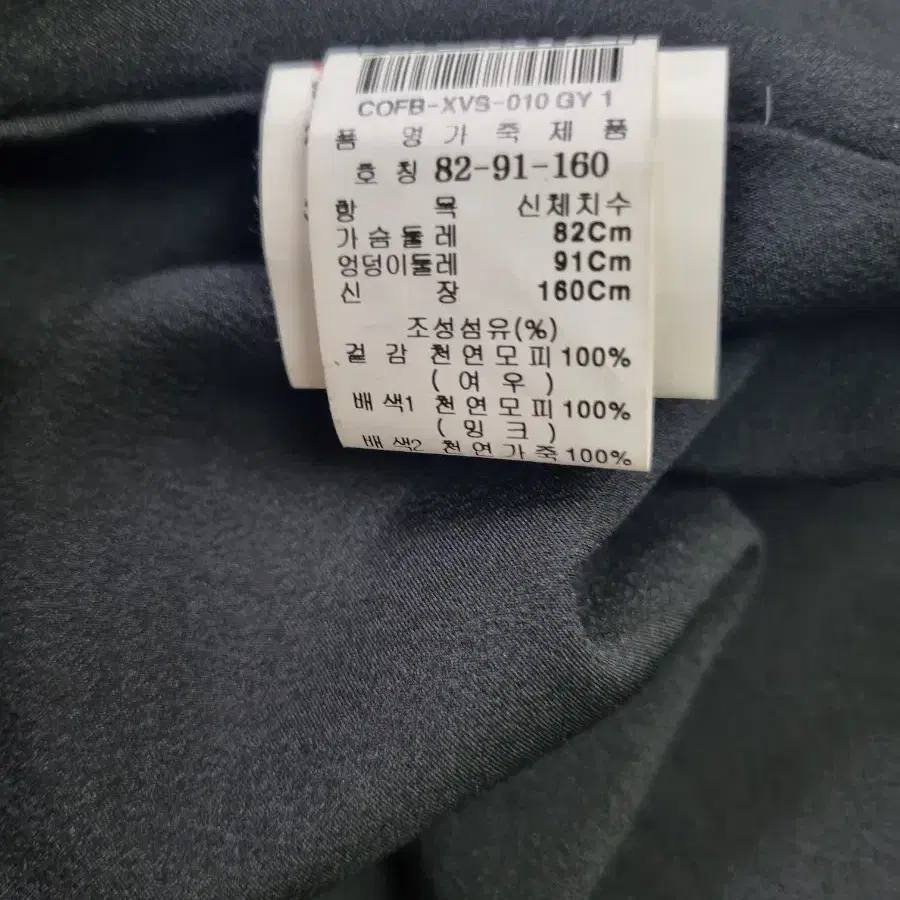 COFB-XVS-010 GY 1
품 명 가 죽 제 품
호 칭 82-91-160
항 목 신체치수
가슴둘레 82Cm
엉덩이둘레 91Cm
신 장 160Cm
조성섬유(%)
겉 감 천연모피 100%
( 여 우 )
배 색1 천연모피 100%
( 밍 크 )
배 색2 천연가죽 100%